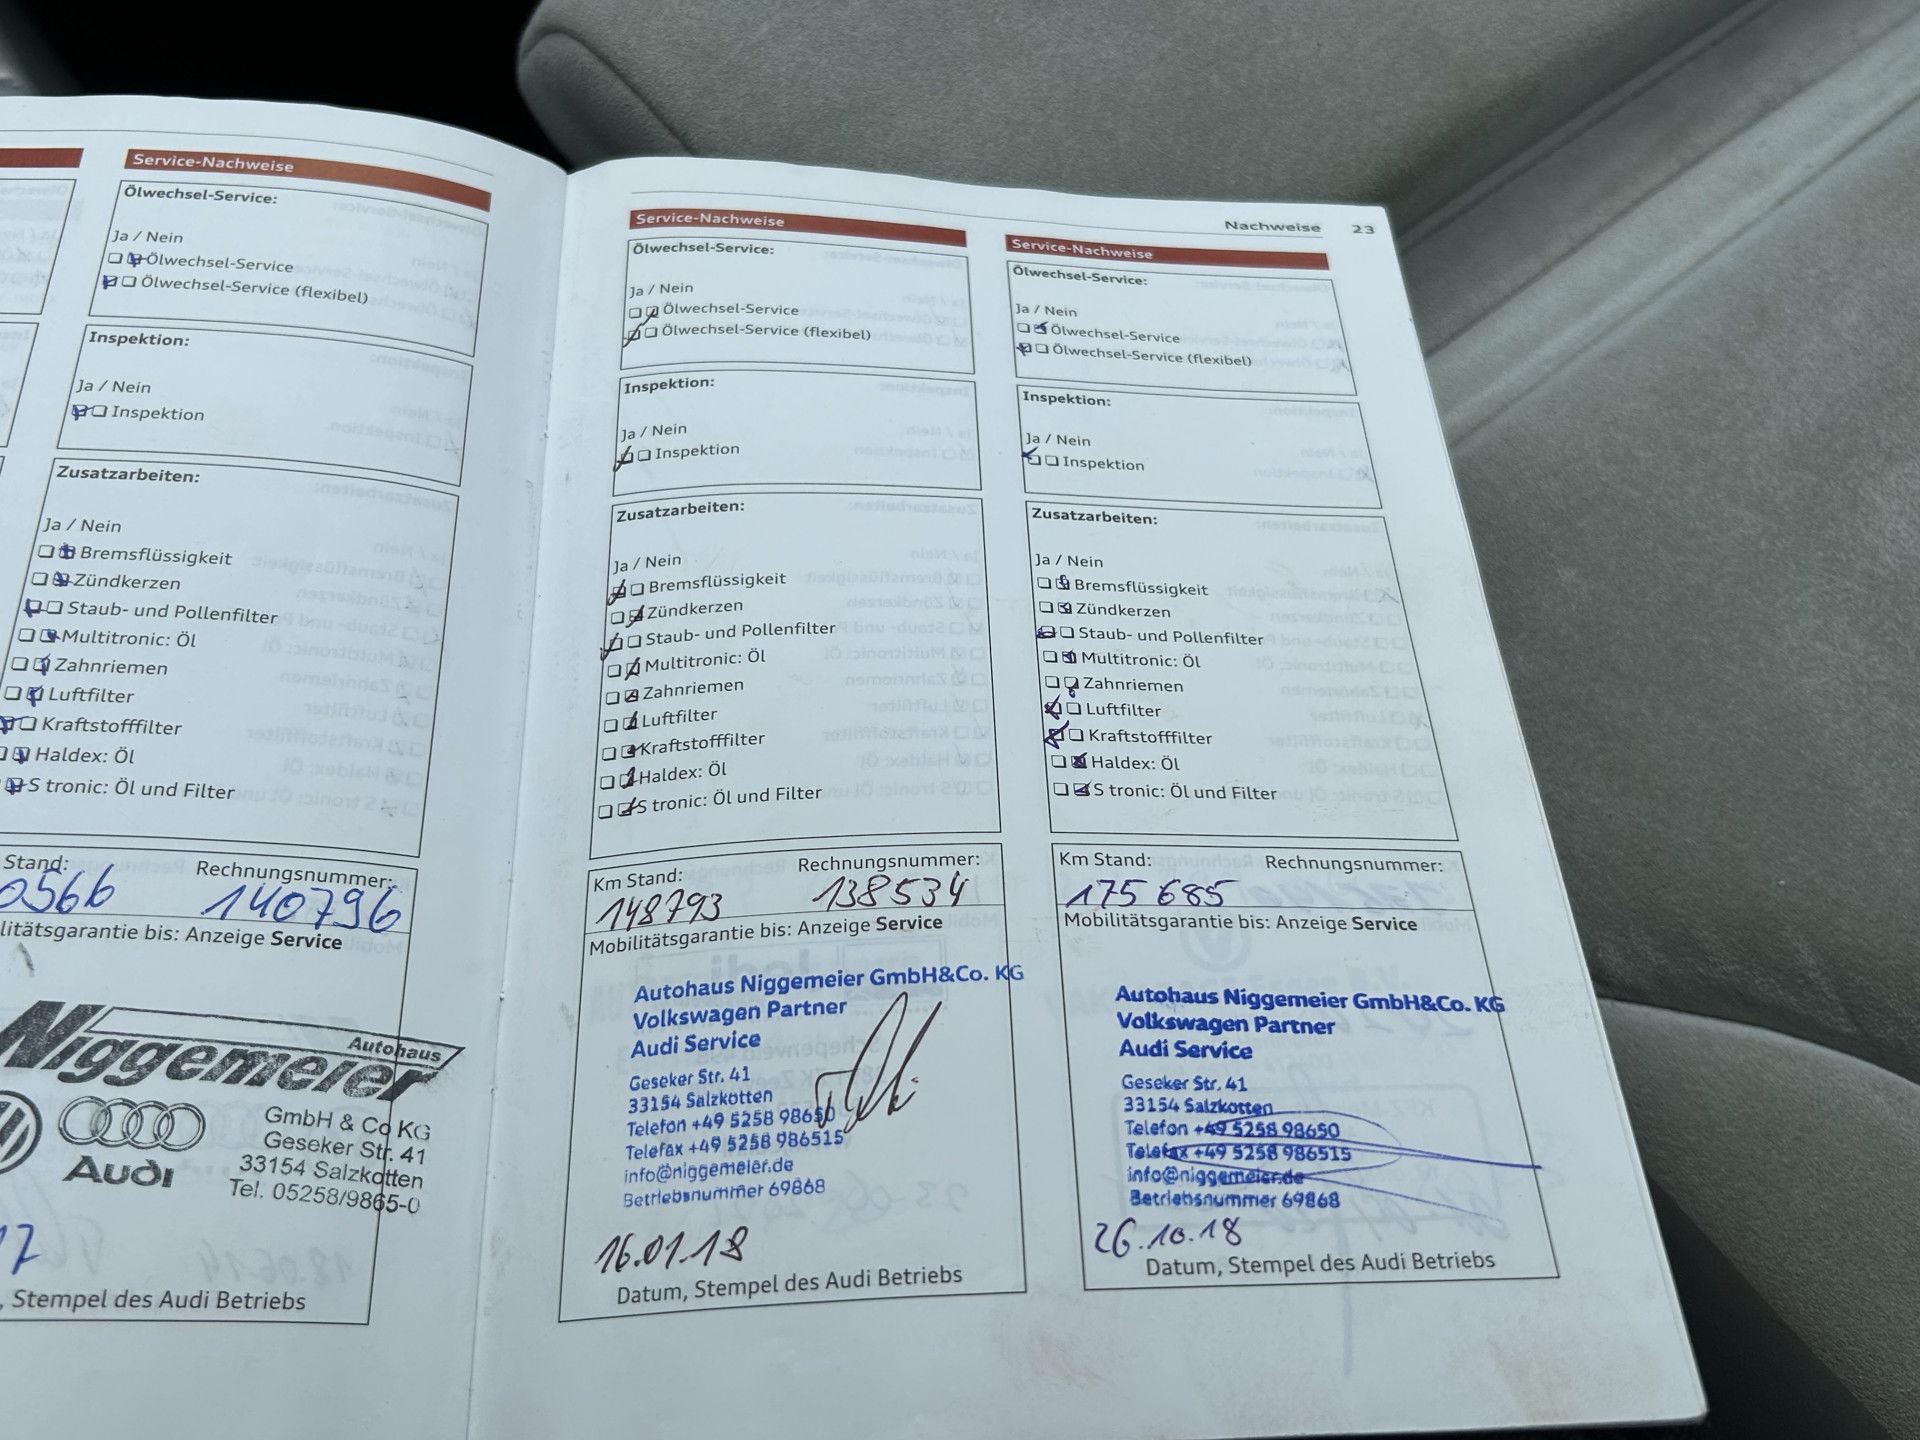 Service-Nachweise
Ölwechsel-Service:
Ja / Nein
Ölwechsel-Service
Ölwechsel-Service (flexibel)
Inspektion:
Ja / Nein
Inspektion
Zusatzarbeiten:
Ja / Nein
Bremsflüssigkeit
Zündkerzen
Staub- und Pollenfilter
Multitronic: Öl
Zahnriemen
Luftfilter
Kraftstofffilter
Haldex: Öl
S tronic: Öl und Filter
Stand: Rechnungsnummer:
0566 140796
litätsgarantie bis: Anzeige Service
Autohaus
Niggemeier
Audi
GmbH & Co KG
Geseker Str. 41
33154 Salzkotten
Tel. 05258/9865-0
17
, Stempel des Audi Betriebs
Service-Nachweise
Ölwechsel-Service:
Ja / Nein
Ölwechsel-Service
Ölwechsel-Service (flexibel)
Inspektion:
Ja / Nein
Inspektion
Zusatzarbeiten:
Ja / Nein
Bremsflüssigkeit
Zündkerzen
Staub- und Pollenfilter
Multitronic: Öl
Zahnriemen
Luftfilter
Kraftstofffilter
Haldex: Öl
S tronic: Öl und Filter
Km Stand: Rechnungsnummer:
148793 138534
Mobilitätsgarantie bis: Anzeige Service
Autohaus Niggemeier GmbH&Co. KG
Volkswagen Partner
Audi Service
Geseker Str. 41
33154 Salzkotten
Telefon +49 5258 98650
Telefax +49 5258 986515
info@niggemeier.de
Betriebsnummer 69868
16.01.18
Datum, Stempel des Audi Betriebs
Nachweise 23
Service-Nachweise
Ölwechsel-Service:
Ja / Nein
Ölwechsel-Service
Ölwechsel-Service (flexibel)
Inspektion:
Ja / Nein
Inspektion
Zusatzarbeiten:
Ja / Nein
Bremsflüssigkeit
Zündkerzen
Staub- und Pollenfilter
Multitronic: Öl
Zahnriemen
Luftfilter
Kraftstofffilter
Haldex: Öl
S tronic: Öl und Filter
Km Stand: Rechnungsnummer:
175685
Mobilitätsgarantie bis: Anzeige Service
Autohaus Niggemeier GmbH&Co. KG
Volkswagen Partner
Audi Service
Geseker Str. 41
33154 Salzkotten
Telefon +49 5258 98650
Telefax +49 5258 986515
info@niggemeier.de
Betriebsnummer 69868
26.10.18
Datum, Stempel des Audi Betriebs